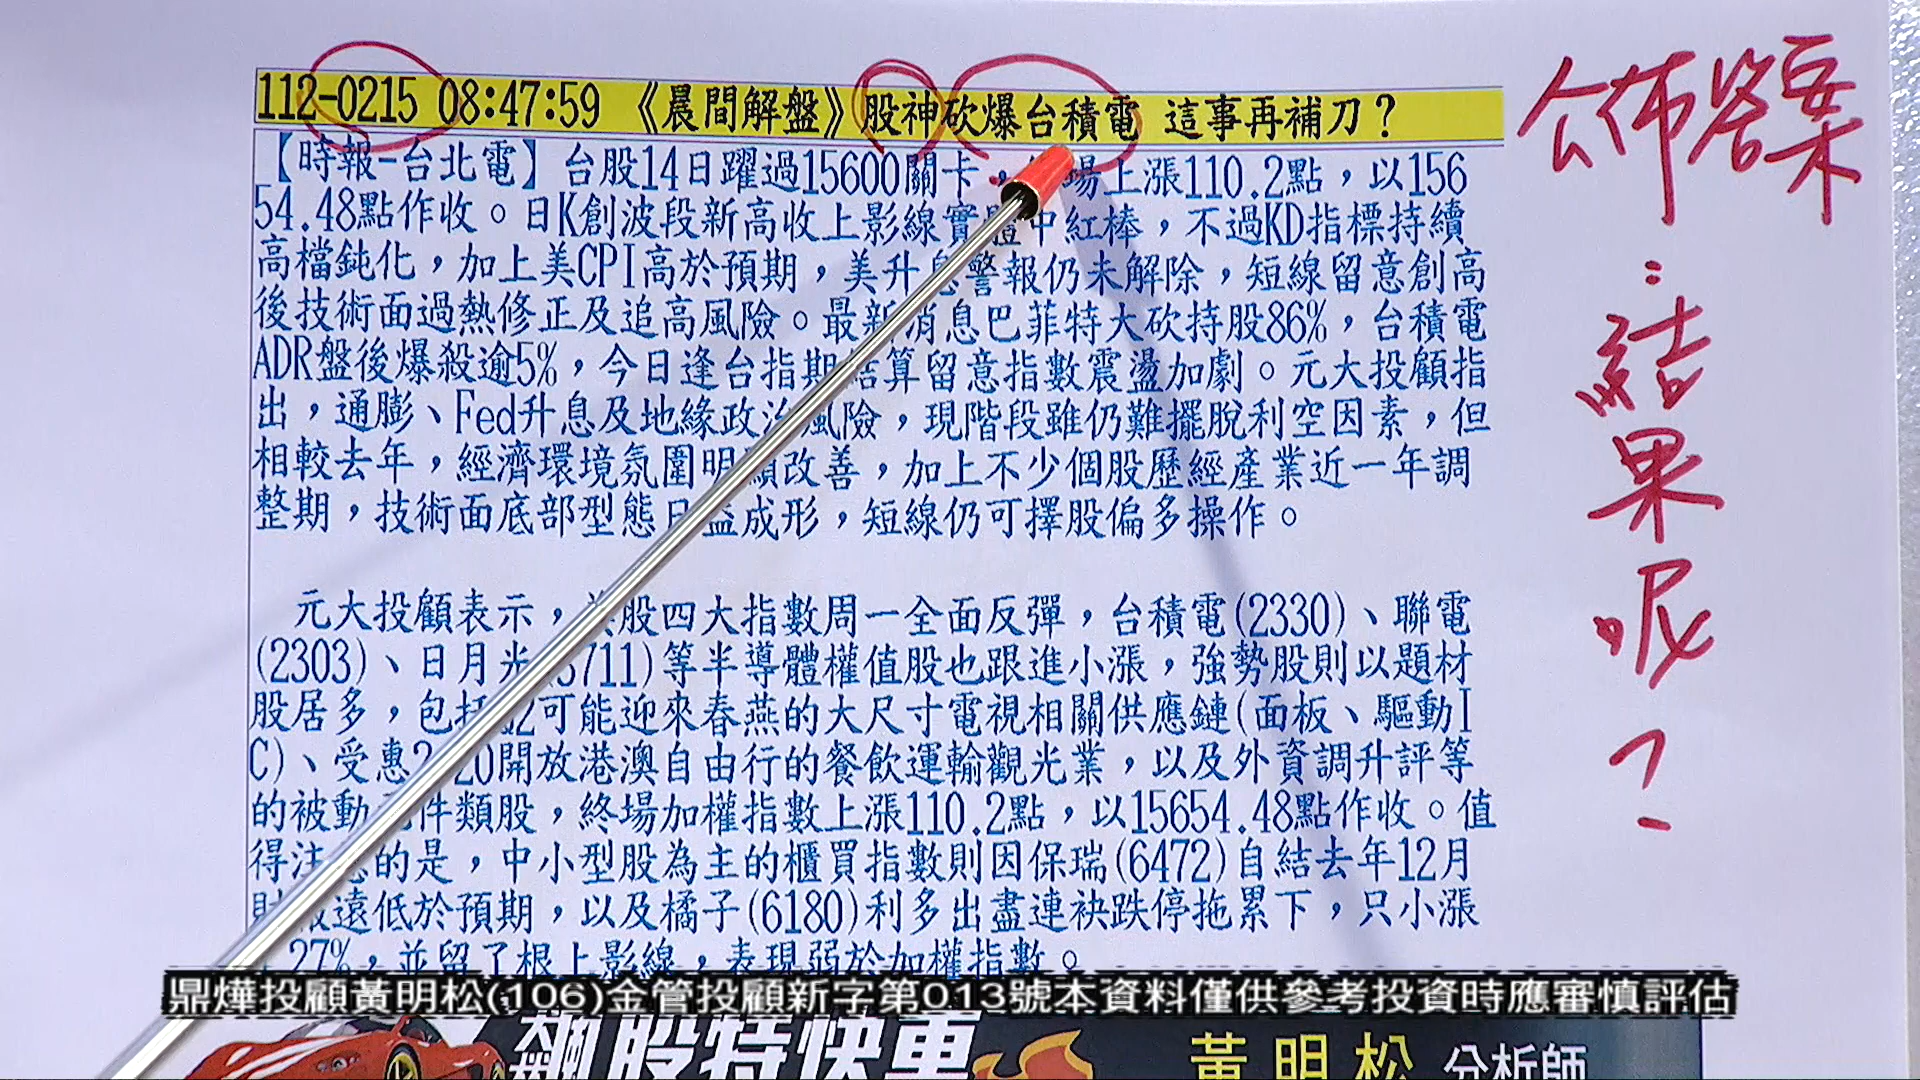 112-0215 08:47:59 《晨間解盤》股神砍爆台積電 這事再補刀？
【時報-台北電】台股14日躍過15600關卡，場上漲110.2點，以156
54.48點作收。日K創波段新高收上影線實體中紅棒，不過KD指標持續
高檔鈍化，加上美CPI高於預期，美升息警報仍未解除，短線留意創高
後技術面過熱修正及追高風險。最新消息巴菲特大砍持股86%，台積電
ADR盤後爆殺逾5%，今日逢台指期結算留意指數震盪加劇。元大投顧指
出，通膨、Fed升息及地緣政治風險，現階段雖仍難擺脫利空因素，但
相較去年，經濟環境氛圍明顯改善，加上不少個股歷經產業近一年調
整期，技術面底部型態日益成形，短線仍可擇股偏多操作。
元大投顧表示，股四大指數周一全面反彈，台積電(2330)、聯電
(2303)、日月光3711)等半導體權值股也跟進小漲，強勢股則以題材
股居多，包括2可能迎來春燕的大尺寸電視相關供應鏈(面板、驅動I
C)、受惠220開放港澳自由行的餐飲運輸觀光業，以及外資調升評等
的被動元件類股，終場加權指數上漲110.2點，以15654.48點作收。值
得注意的是，中小型股為主的櫃買指數則因保瑞(6472)自結去年12月
財報遠低於預期，以及橘子(6180)利多出盡連袂跌停拖累下，只小漲
27%，並留了根上影線，表現弱於加權指數。
公佈答案：結果呢？
鼎燁投顧黃明松(106)金管投顧新字第013號本資料僅供參考投資時應審慎評估
飆股特快車 黃明松 分析師